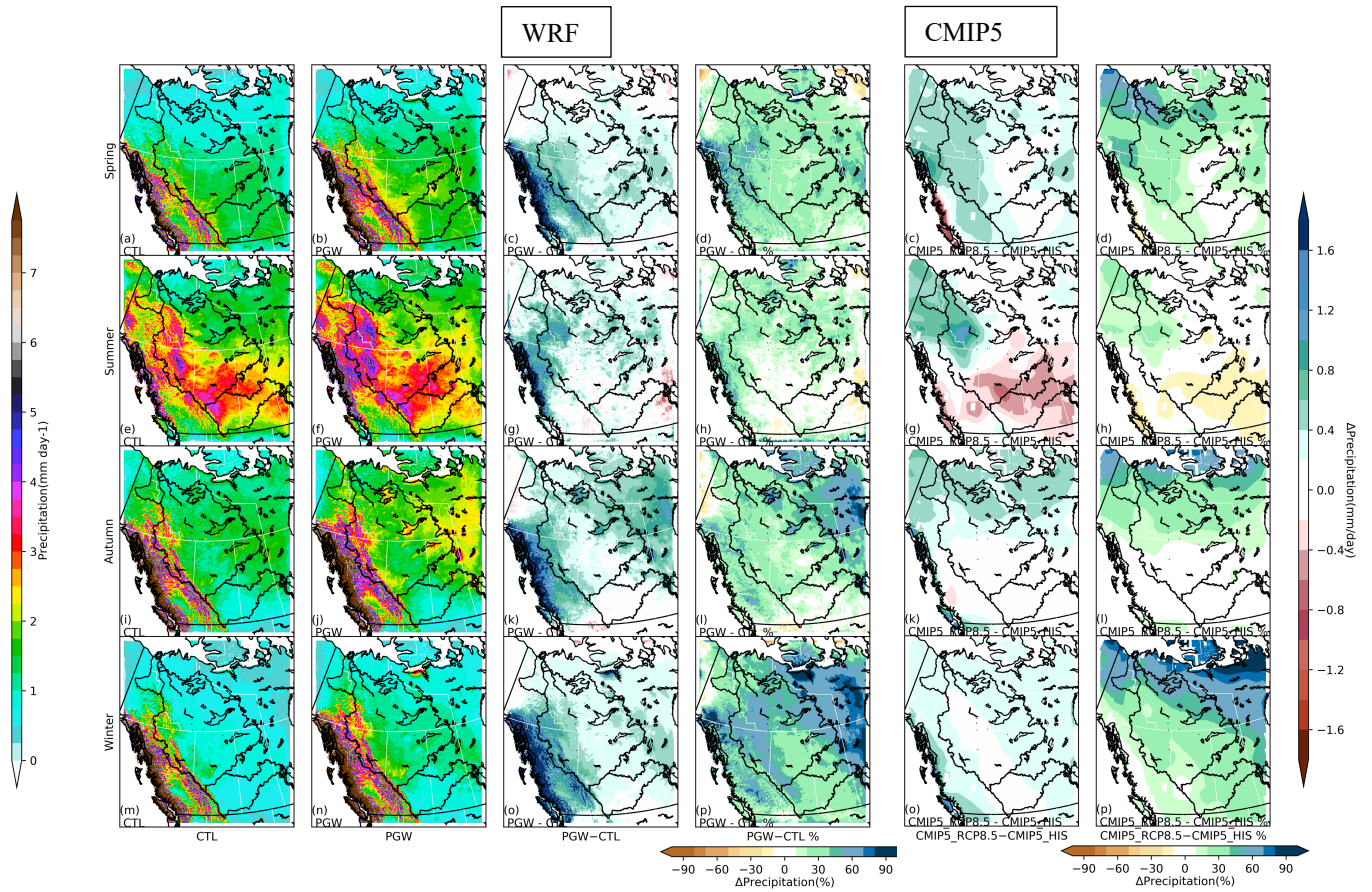 WRF
CMIP5
Spring
(a)
CTL
(b)
PGW
(c)
PGW - CTL
(d)
PGW - CTL %
(c)
CMIP5_RCP8.5 - CMIP5_HIS
(d)
CMIP5_RCP8.5 - CMIP5_HIS %
Summer
(e)
CTL
(f)
PGW
(g)
PGW - CTL
(h)
PGW - CTL %
(g)
CMIP5_RCP8.5 - CMIP5_HIS
(h)
CMIP5_RCP8.5 - CMIP5_HIS %
Autumn
(i)
CTL
(j)
PGW
(k)
PGW - CTL
(l)
PGW - CTL %
(k)
CMIP5_RCP8.5 - CMIP5_HIS
(l)
CMIP5_RCP8.5 - CMIP5_HIS %
Winter
(m)
CTL
(n)
PGW
(o)
PGW - CTL
(p)
PGW - CTL %
(o)
CMIP5_RCP8.5 - CMIP5_HIS
(p)
CMIP5_RCP8.5 - CMIP5_HIS %
CTL
PGW
PGW−CTL
PGW−CTL %
CMIP5_RCP8.5−CMIP5_HIS
CMIP5_RCP8.5−CMIP5_HIS %
7
6
5
4
3
2
1
0
Precipitation(mm day-1)
1.6
1.2
0.8
0.4
0.0
−0.4
−0.8
−1.2
−1.6
ΔPrecipitation(mm/day)
−90 −60 −30 0 30 60 90
ΔPrecipitation(%)
−90 −60 −30 0 30 60 90
ΔPrecipitation(%)